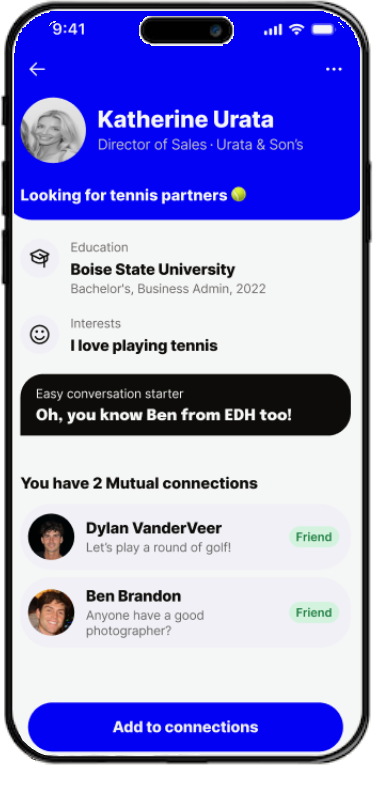 9:41
Katherine Urata
Director of Sales · Urata & Son's
Looking for tennis partners 🎾
Education
Boise State University
Bachelor's, Business Admin, 2022
Interests
I love playing tennis
Easy conversation starter
Oh, you know Ben from EDH too!
You have 2 Mutual connections
Dylan VanderVeer
Let's play a round of golf!
Friend
Ben Brandon
Anyone have a good
photographer?
Friend
Add to connections